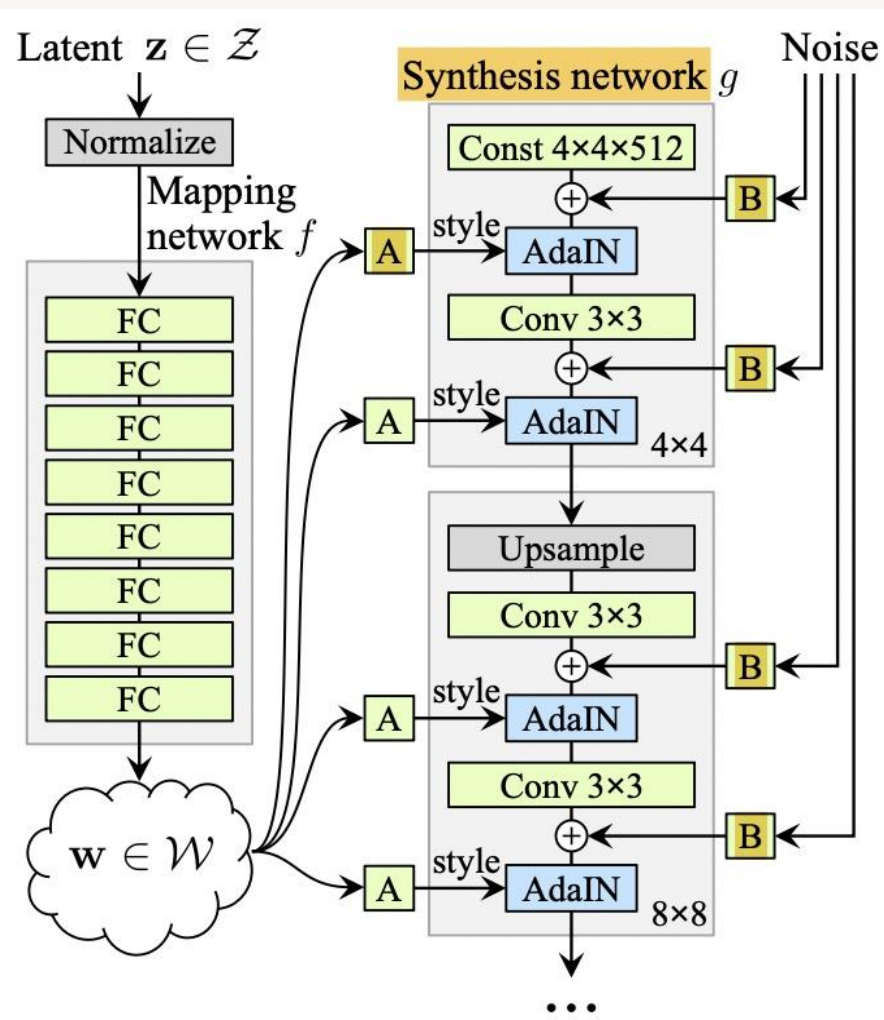 Latent z ∈ 𝒵
Normalize
Mapping
network f
FC
FC
FC
FC
FC
FC
FC
FC
w ∈ 𝒲
A
A
A
A
style
style
style
style
Synthesis network g
Const 4×4×512
+
AdaIN
Conv 3×3
+
AdaIN
4×4
Upsample
Conv 3×3
+
AdaIN
Conv 3×3
+
AdaIN
8×8
...
Noise
B
B
B
B